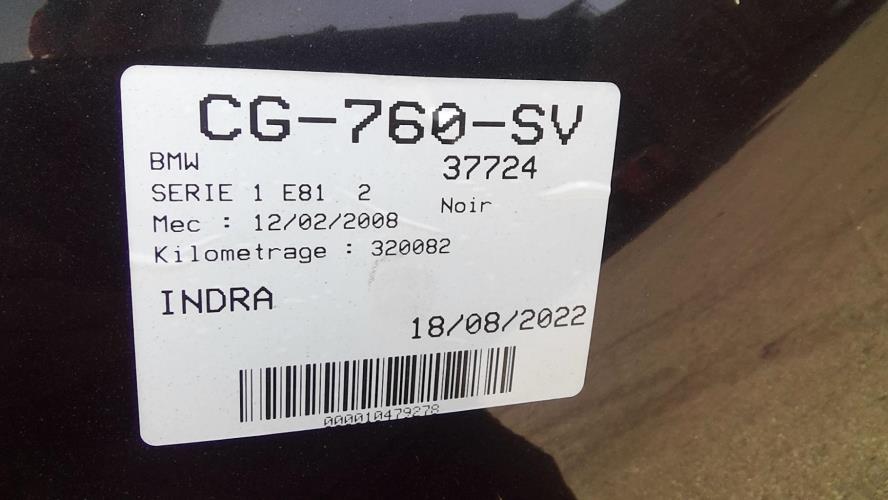 CG-760-SV
BMW 37724
SERIE 1 E81 2 Noir
Mec : 12/02/2008
Kilometrage : 320082
INDRA
18/08/2022
000010479278